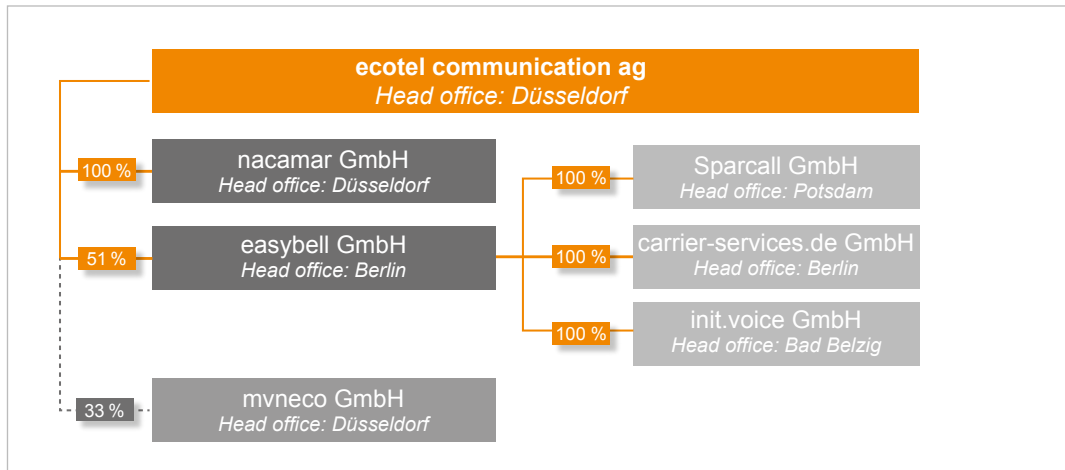 ecotel communication ag
Head office: Düsseldorf
100 %
nacamar GmbH
Head office: Düsseldorf
51 %
easybell GmbH
Head office: Berlin
100 %
Sparcall GmbH
Head office: Potsdam
100 %
carrier-services.de GmbH
Head office: Berlin
100 %
init.voice GmbH
Head office: Bad Belzig
33 %
mvneco GmbH
Head office: Düsseldorf